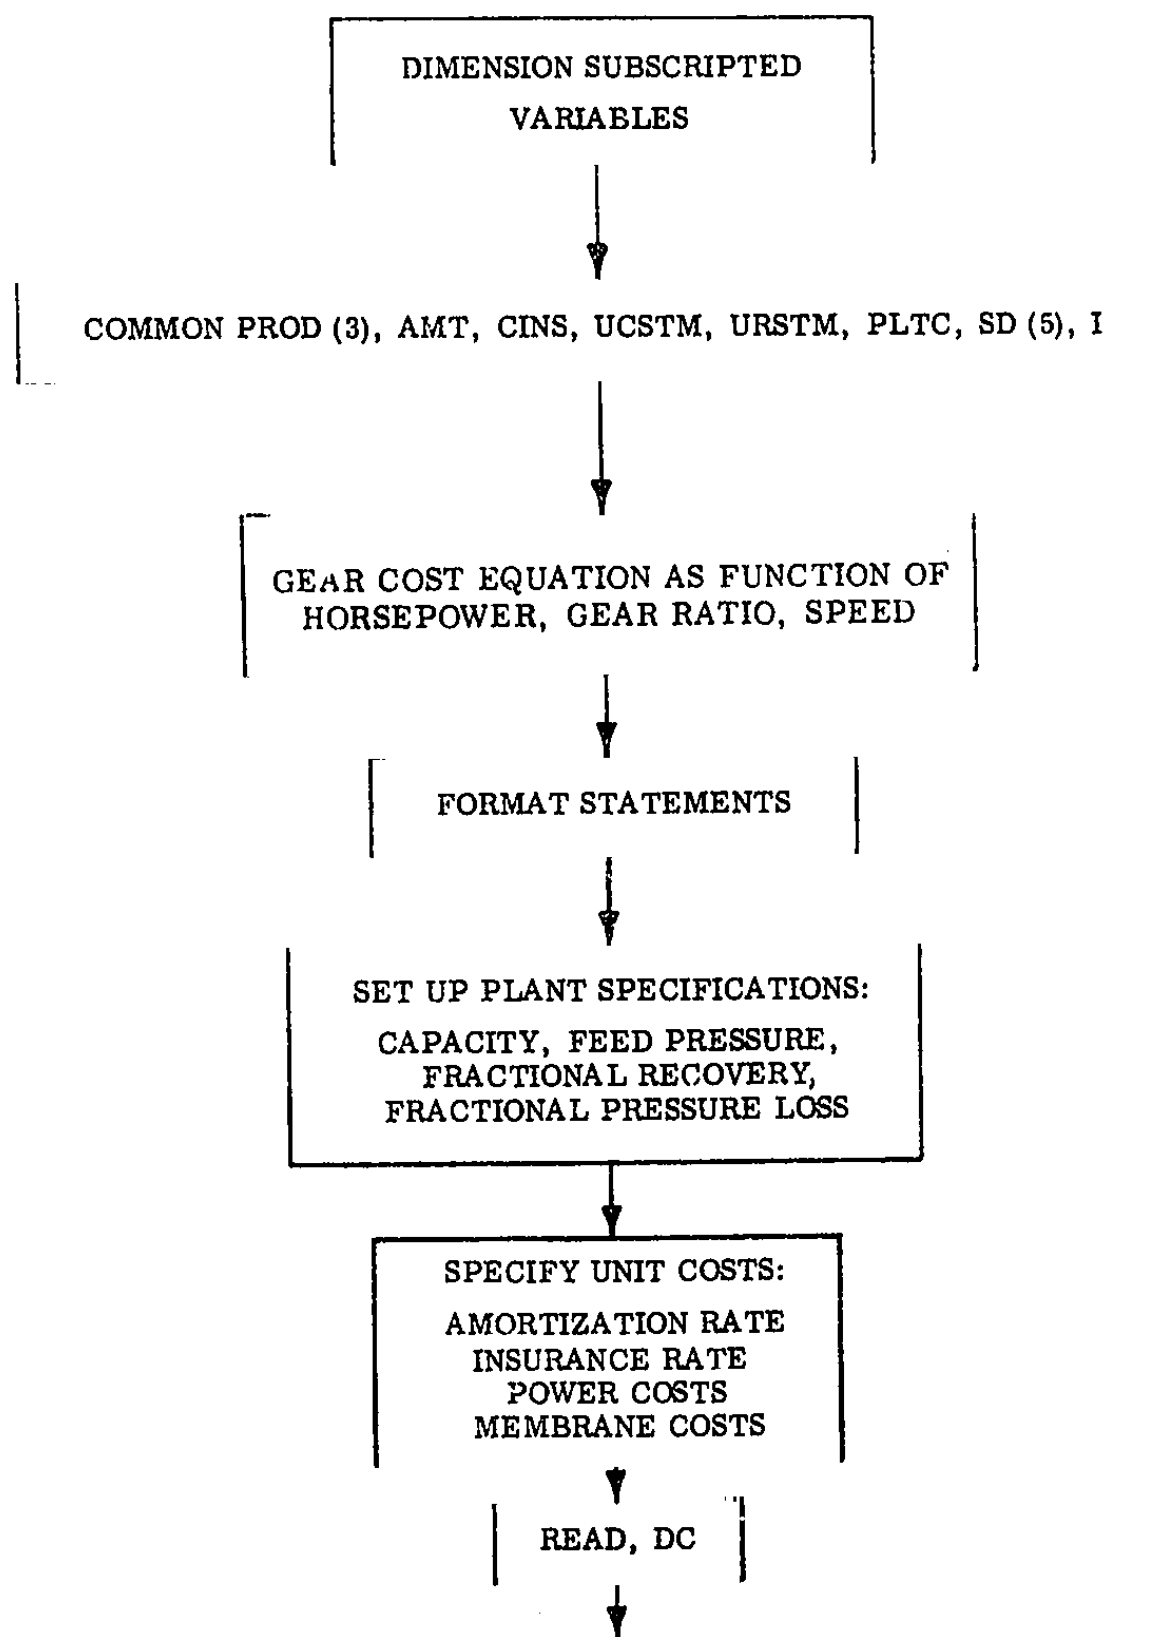 DIMENSION SUBSCRIPTED
VARIABLES
COMMON PROD (3), AMT, CINS, UCSTM, URSTM, PLTC, SD (5), I
GEAR COST EQUATION AS FUNCTION OF
HORSEPOWER, GEAR RATIO, SPEED
FORMAT STATEMENTS
SET UP PLANT SPECIFICATIONS:
CAPACITY, FEED PRESSURE,
FRACTIONAL RECOVERY,
FRACTIONAL PRESSURE LOSS
SPECIFY UNIT COSTS:
AMORTIZATION RATE
INSURANCE RATE
POWER COSTS
MEMBRANE COSTS
READ, DC